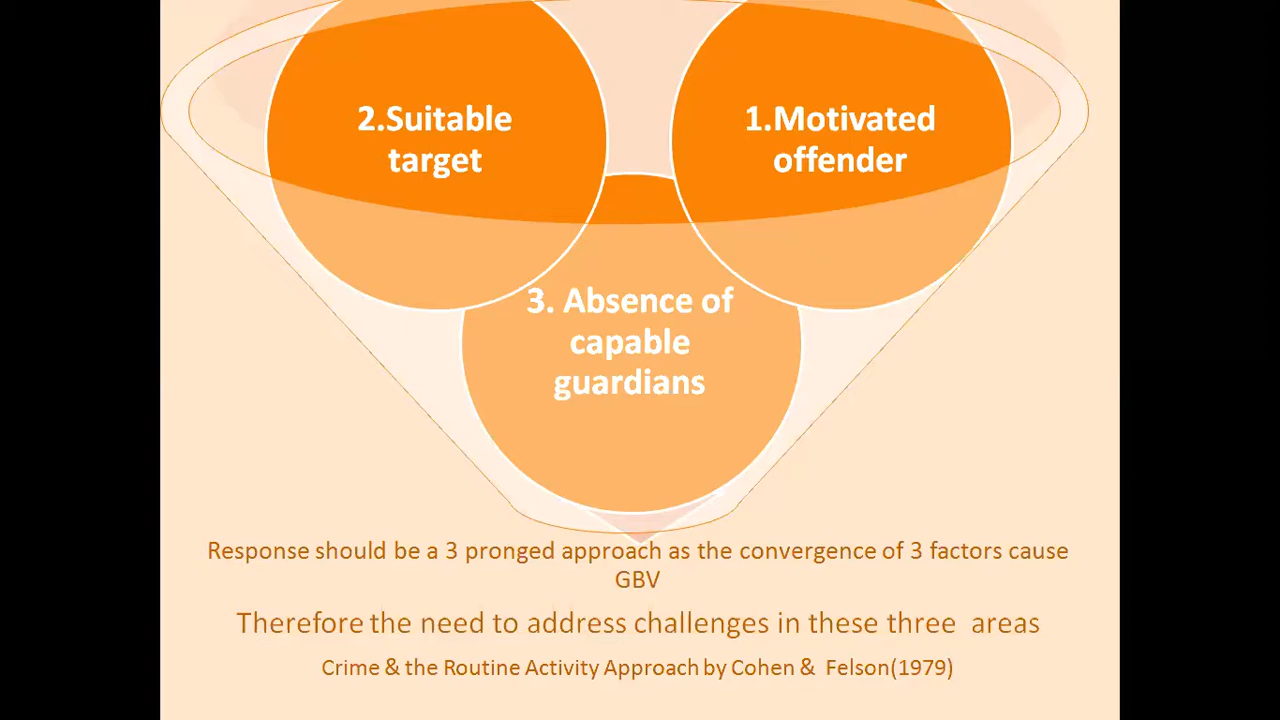 2.Suitable
target
1.Motivated
offender
3. Absence of
capable
guardians
Response should be a 3 pronged approach as the convergence of 3 factors cause
GBV
Therefore the need to address challenges in these three  areas
Crime & the Routine Activity Approach by Cohen &  Felson(1979)